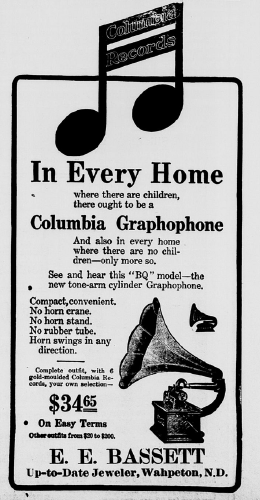 Columbia
Records
In Every Home
where there are children,
there ought to be a
Columbia Graphophone
And also in every home
where there are no chil-
dren—only more so.
See and hear this "BQ" model—the
new tone-arm cylinder Graphophone.
Compact, convenient.
No horn crane.
No horn stand.
No rubber tube.
Horn swings in any
direction.
Complete outfit, with 6
gold-moulded Columbia Re-
cords, your own selection—
$34.65
On Easy Terms
Other outfits from $20 to $200.
E. E. BASSETT
Up-to-Date Jeweler, Wahpeton, N.D.